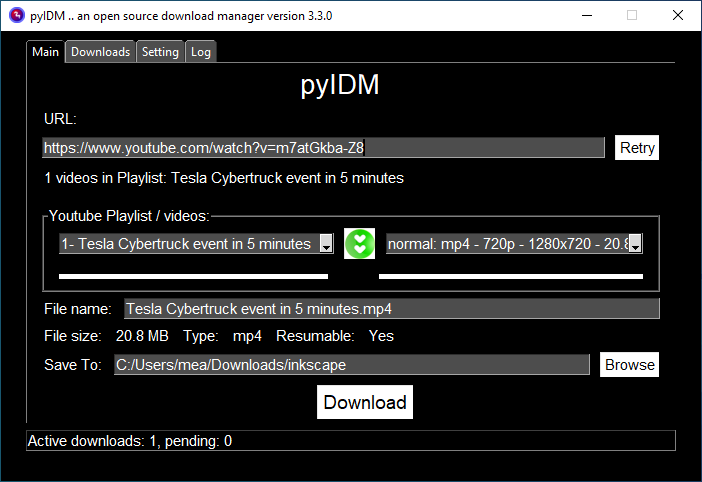 pyIDM .. an open source download manager version 3.3.0
Main Downloads Setting Log
pyIDM
URL:
https://www.youtube.com/watch?v=m7atGkba-Z8 Retry
1 videos in Playlist: Tesla Cybertruck event in 5 minutes
Youtube Playlist / videos:
1- Tesla Cybertruck event in 5 minutes normal: mp4 - 720p - 1280x720 - 20.8
File name: Tesla Cybertruck event in 5 minutes.mp4
File size: 20.8 MB Type: mp4 Resumable: Yes
Save To: C:/Users/mea/Downloads/inkscape Browse
Download
Active downloads: 1, pending: 0